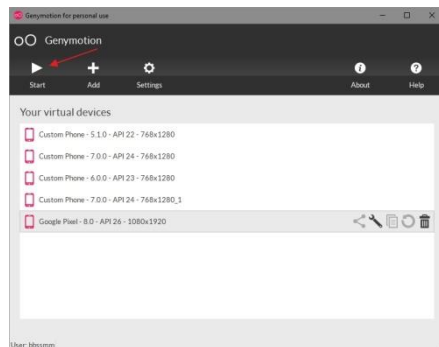 Genymotion for personal use
Genymotion
Start Add Settings About Help
Your virtual devices
Custom Phone - 5.1.0 - API 22 - 768x1280
Custom Phone - 7.0.0 - API 24 - 768x1280
Custom Phone - 6.0.0 - API 23 - 768x1280
Custom Phone - 7.0.0 - API 24 - 768x1280_1
Google Pixel - 8.0 - API 26 - 1080x1920
User: